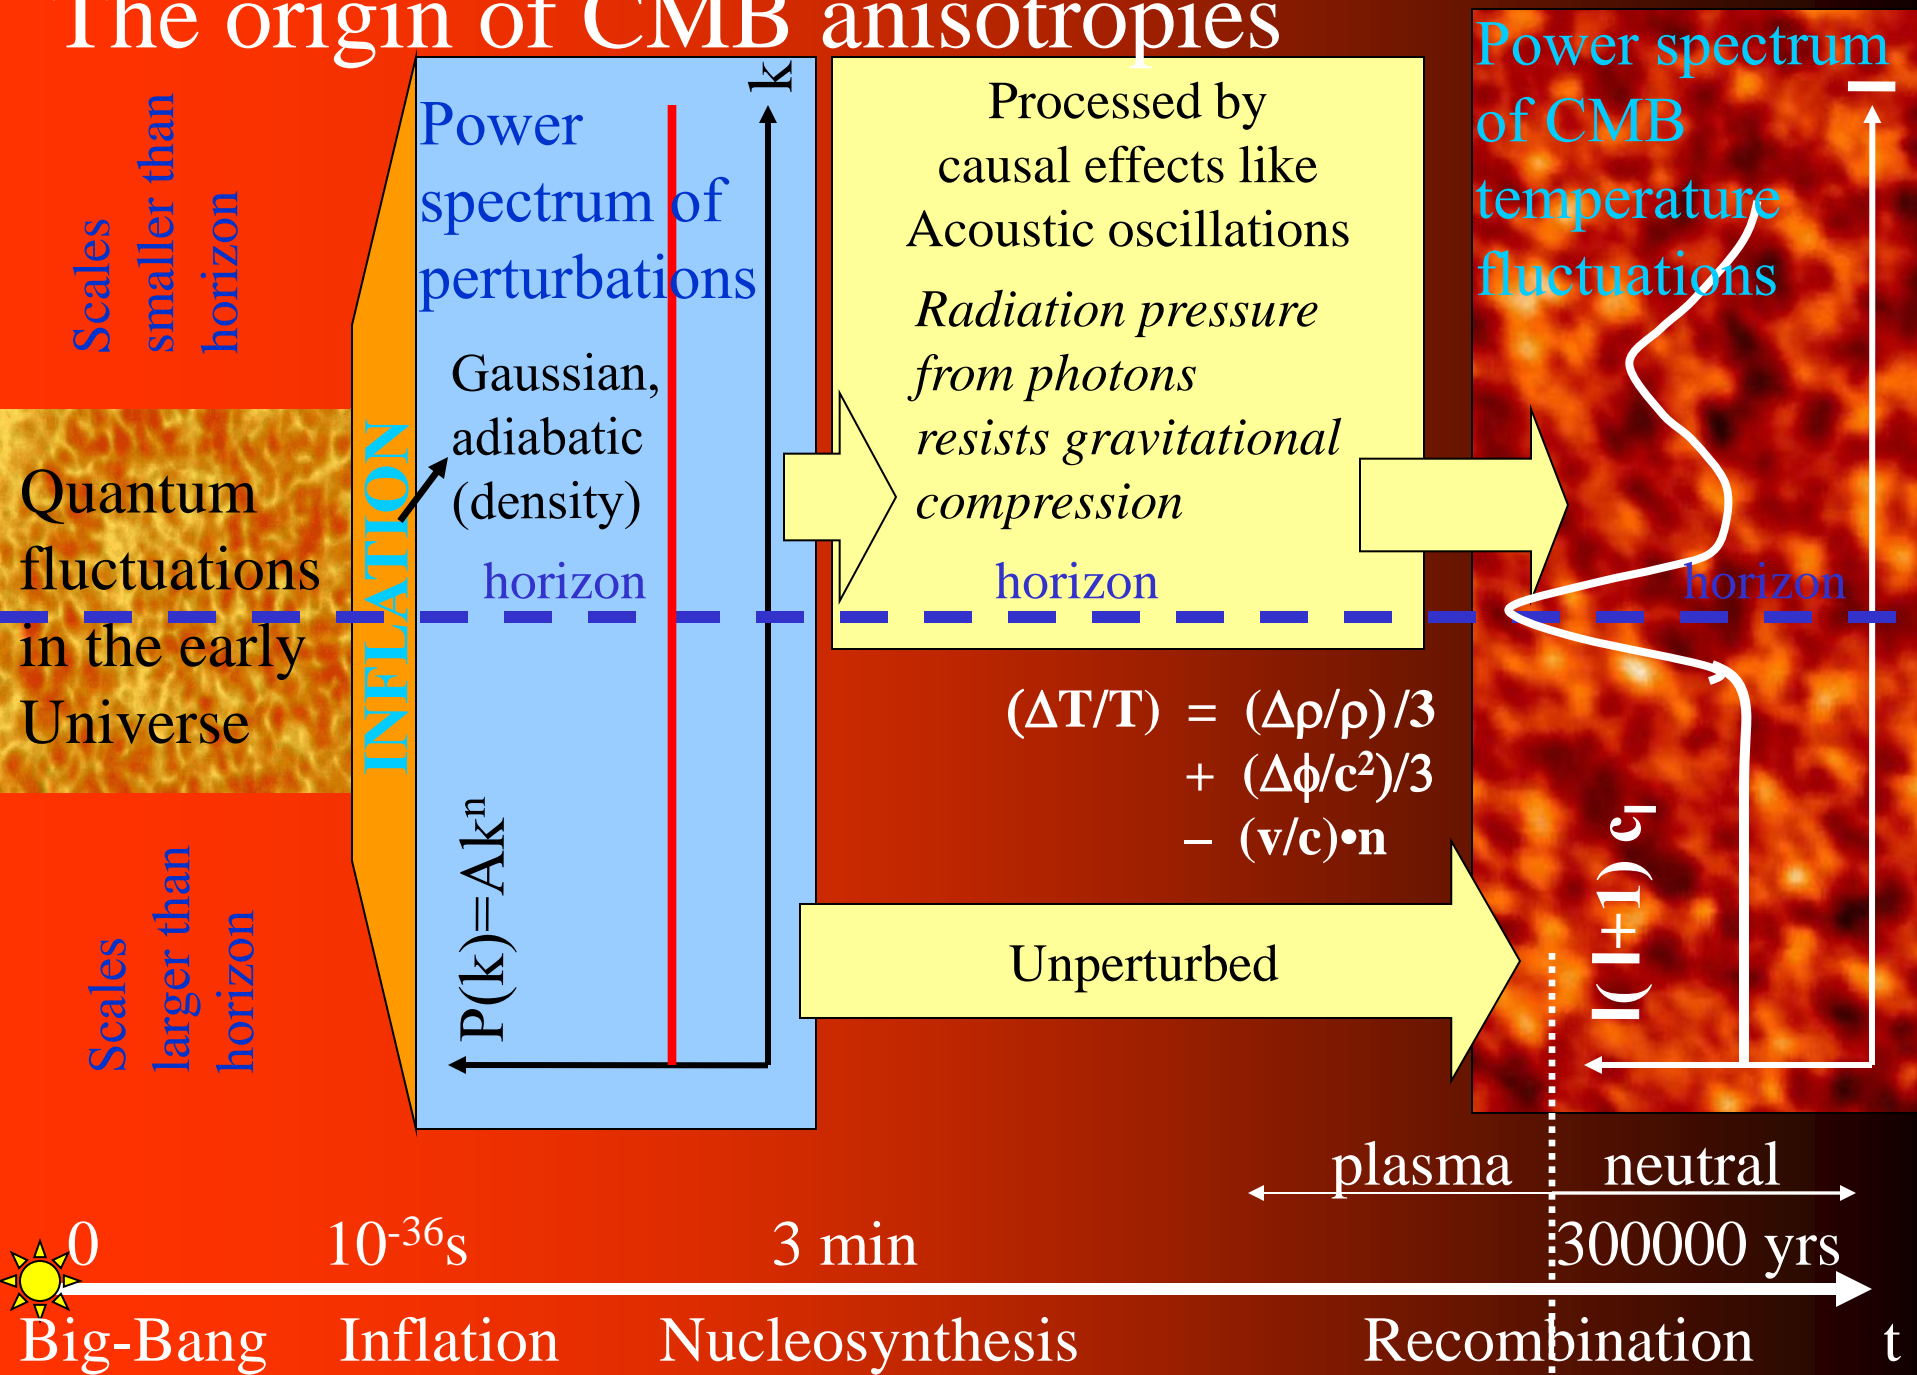 The origin of CMB anisotropies
Scales
smaller than
horizon
Quantum
fluctuations
in the early
Universe
Scales
larger than
horizon
INFLATION
Power
spectrum of
perturbations
k
Gaussian,
adiabatic
(density)
horizon
P(k)=Akⁿ
Processed by
causal effects like
Acoustic oscillations
Radiation pressure
from photons
resists gravitational
compression
horizon
(ΔT/T) = (Δρ/ρ)/3
+ (Δϕ/c²)/3
– (v/c)•n
Unperturbed
Power spectrum
of CMB
temperature
fluctuations
l
horizon
l(l+1) cₗ
plasma
neutral
0
10⁻³⁶s
3 min
300000 yrs
Big-Bang
Inflation
Nucleosynthesis
Recombination
t